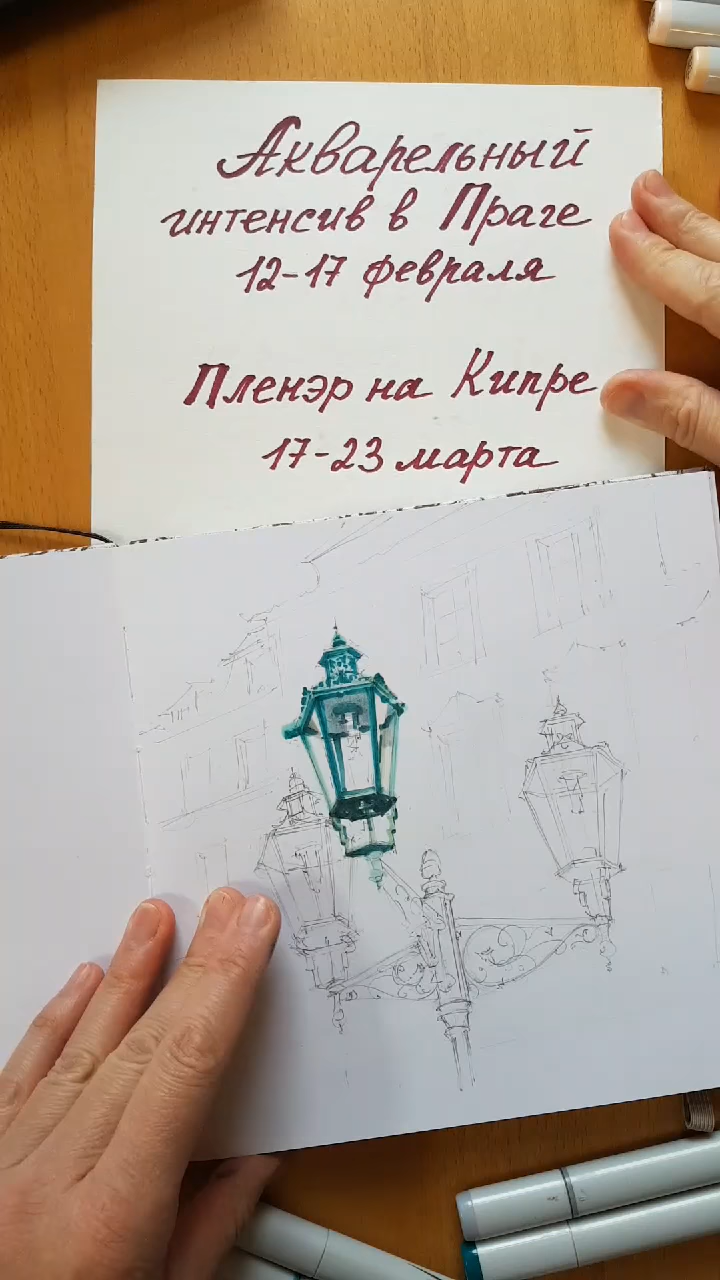 Акварельный
интенсив в Праге
12-17 февраля
Пленэр на Кипре
17-23 марта